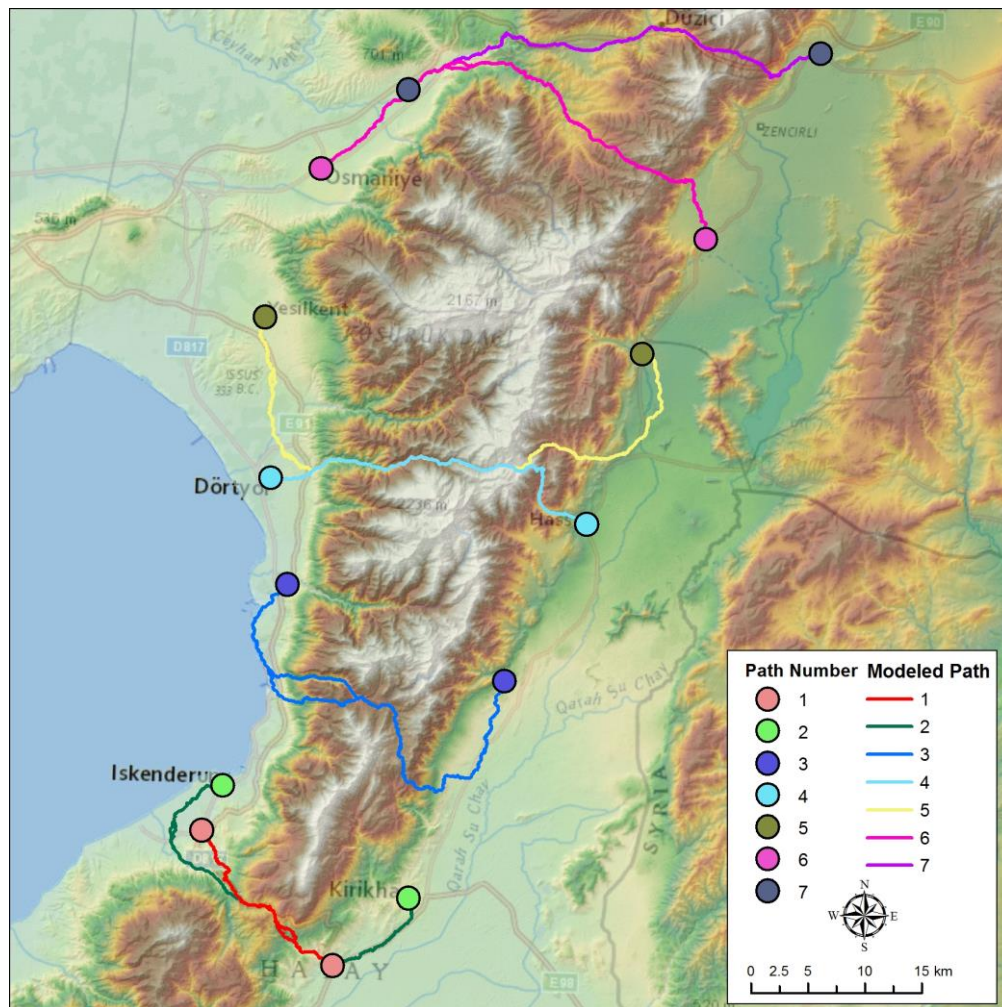 Düziçi
E90
Ceyhan Nehri
701 m
ZENCIRLI
Osmaniye
536 m
2167 m
Yesilkent
D817
ISSUS
333 B.C.
E91
Dörtyol
2236 m
Hass
Qarah Su Chay
SYRIA
Iskenderun
Qarah Su Chay
Kirikha
HATAY
E98
Path Number Modeled Path
1 1
2 2
3 3
4 4
5 5
6 6
7 7
N
W E
S
0 2.5 5 10 15 km